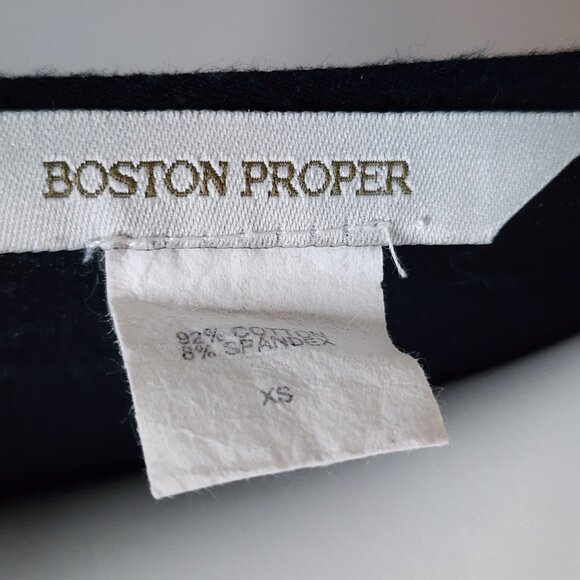 BOSTON PROPER
92% COTTON
8% SPANDEX
XS